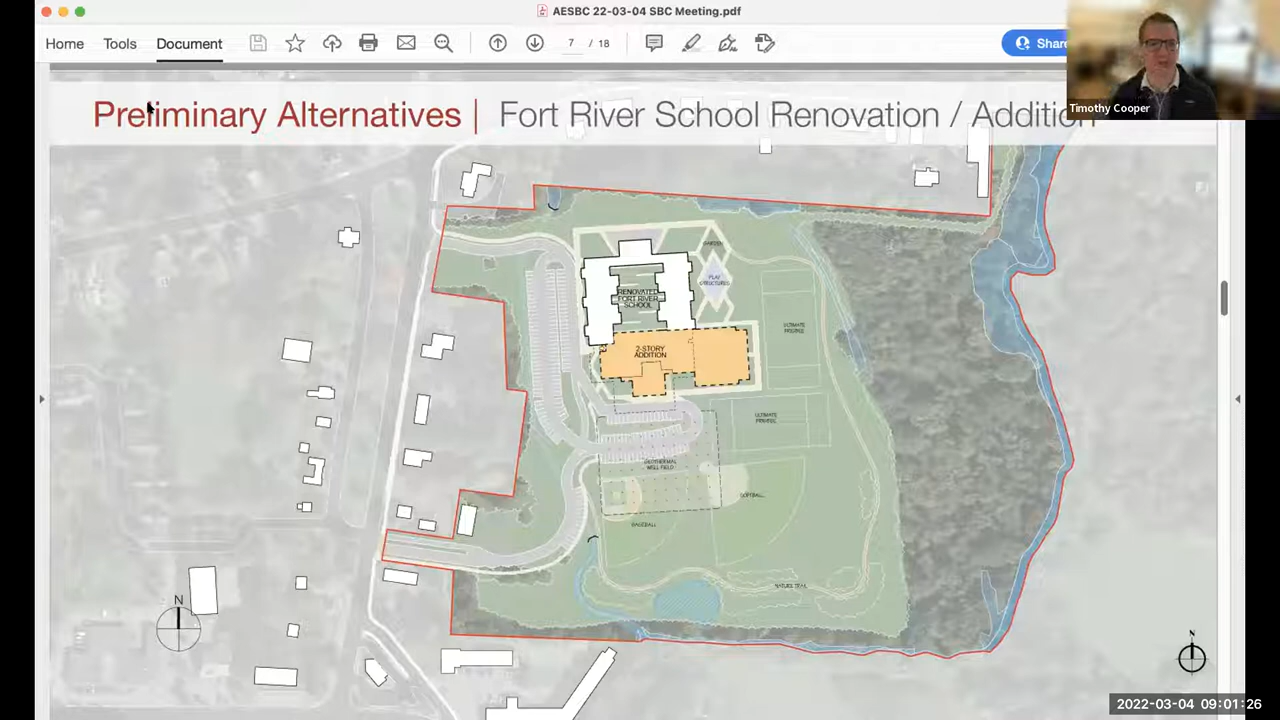 AESBC 22-03-04 SBC Meeting.pdf
Home Tools Document 7 / 18 Share
Timothy Cooper
Preliminary Alternatives | Fort River School Renovation / Addition
GARDEN
PLAY
STRUCTURES
RENOVATED
FORT RIVER
SCHOOL
ULTIMATE
FRISBEE
2-STORY
ADDITION
ULTIMATE
FRISBEE
GEOTHERMAL
WELL FIELD
SOFTBALL
BASEBALL
NATURE TRAIL
N
N
2022-03-04 09:01:26